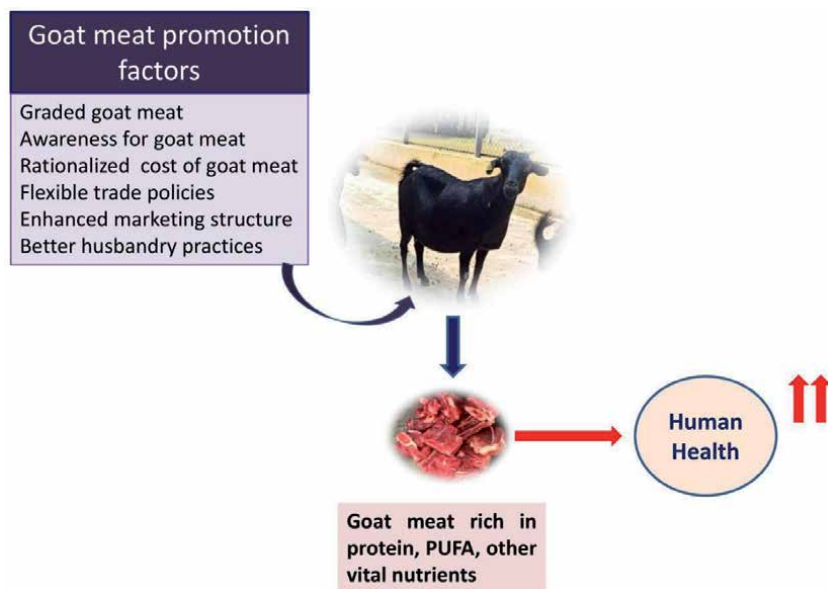 Goat meat promotion
factors
Graded goat meat
Awareness for goat meat
Rationalized cost of goat meat
Flexible trade policies
Enhanced marketing structure
Better husbandry practices
Human
Health
Goat meat rich in
protein, PUFA, other
vital nutrients